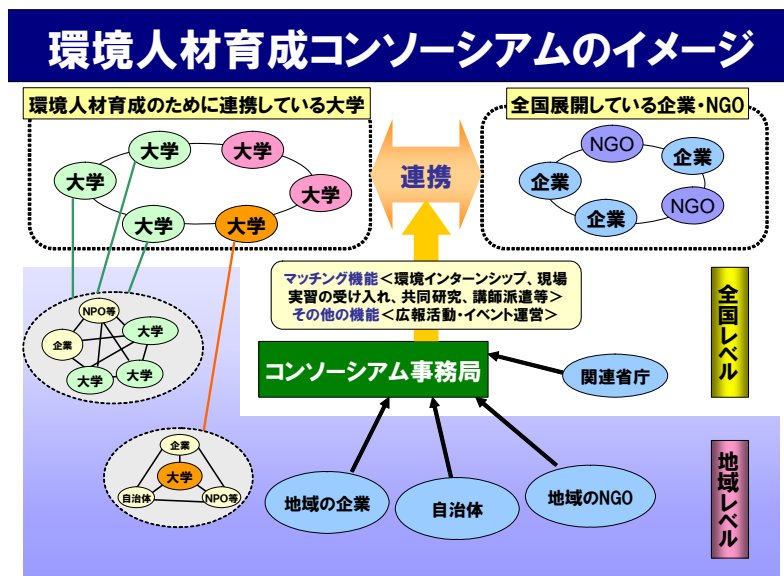 環境人材育成コンソーシアムのイメージ
環境人材育成のために連携している大学
全国展開している企業・NGO
大学
大学
大学
大学
大学
大学
連携
NGO
企業
企業
企業
NGO
マッチング機能＜環境インターンシップ、現場
実習の受け入れ、共同研究、講師派遣等＞
その他の機能＜広報活動・イベント運営＞
全国レベル
NPO等
企業
大学
大学
大学
コンソーシアム事務局
関連省庁
企業
大学
自治体
NPO等
地域の企業
自治体
地域のNGO
地域レベル